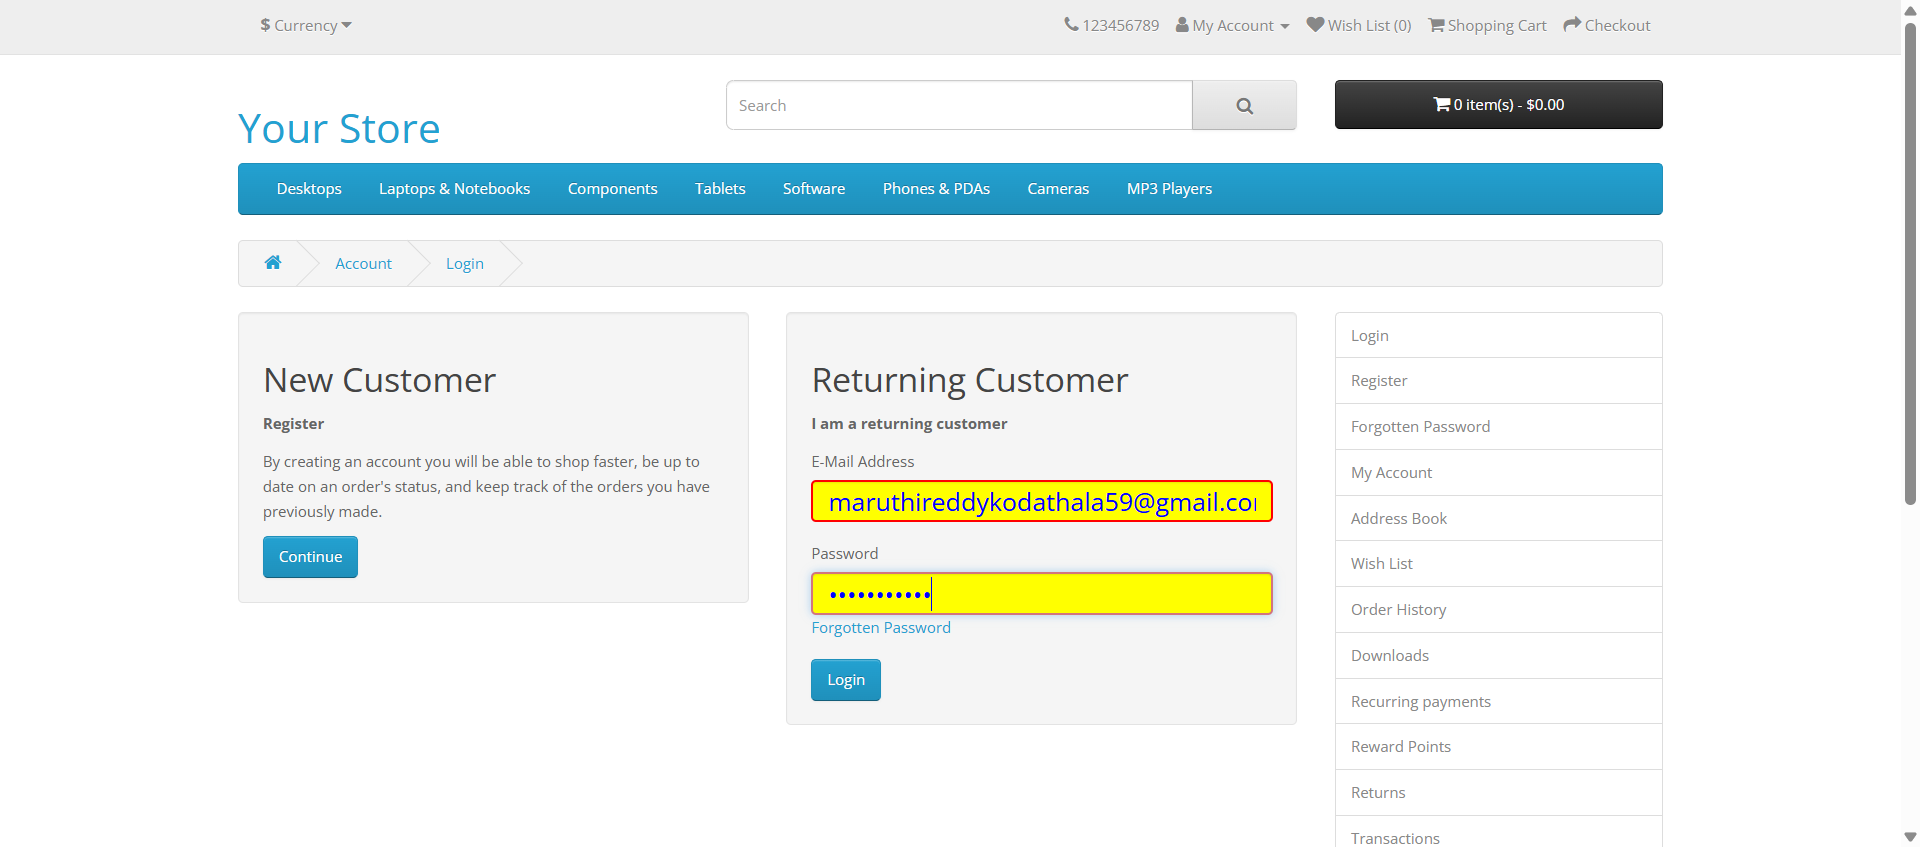 $ Currency
123456789 My Account Wish List (0) Shopping Cart Checkout
Search
0 item(s) - $0.00
Your Store
Desktops Laptops & Notebooks Components Tablets Software Phones & PDAs Cameras MP3 Players
Account Login
New Customer
Register
By creating an account you will be able to shop faster, be up to
date on an order's status, and keep track of the orders you have
previously made.
Continue
Returning Customer
I am a returning customer
E-Mail Address
maruthireddykodathala59@gmail.co
Password
•••••••••••
Forgotten Password
Login
Login
Register
Forgotten Password
My Account
Address Book
Wish List
Order History
Downloads
Recurring payments
Reward Points
Returns
Transactions